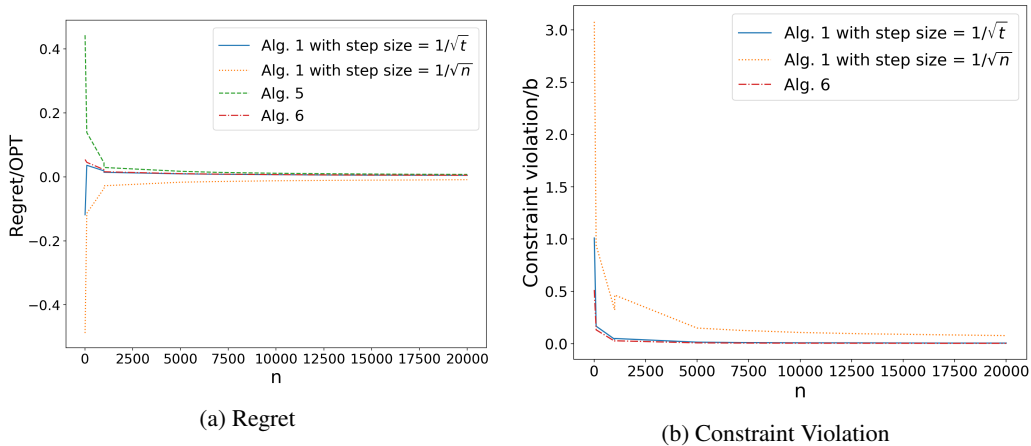 0.4
0.2
0.0
−0.2
−0.4
Regret/OPT
Alg. 1 with step size = 1/√t
Alg. 1 with step size = 1/√n
Alg. 5
Alg. 6
0 2500 5000 7500 10000 12500 15000 17500 20000
n
(a) Regret
3.0
2.5
2.0
1.5
1.0
0.5
0.0
Constraint violation/b
Alg. 1 with step size = 1/√t
Alg. 1 with step size = 1/√n
Alg. 6
0 2500 5000 7500 10000 12500 15000 17500 20000
n
(b) Constraint Violation